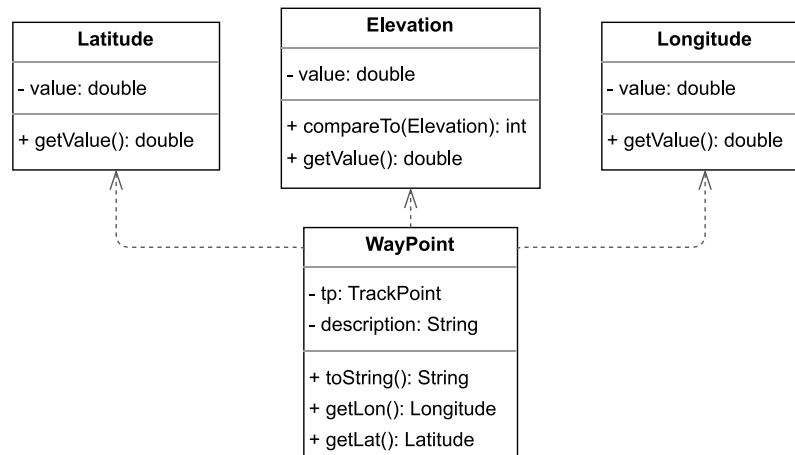 Latitude
- value: double
+ getValue(): double
Elevation
- value: double
+ compareTo(Elevation): int
+ getValue(): double
Longitude
- value: double
+ getValue(): double
WayPoint
- tp: TrackPoint
- description: String
+ toString(): String
+ getLon(): Longitude
+ getLat(): Latitude